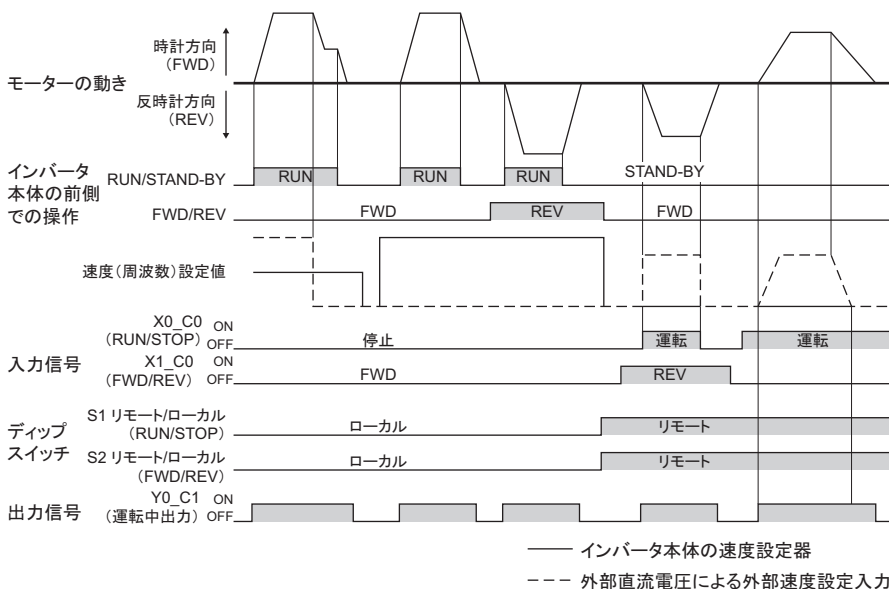 時計方向
(FWD)
モーターの動き
反時計方向
(REV)
インバータ
本体の前側
での操作
RUN/STAND-BY
RUN
RUN
RUN
STAND-BY
FWD/REV
FWD
REV
FWD
速度(周波数)設定値
入力信号
X0_C0
(RUN/STOP)
ON
OFF
停止
運転
運転
X1_C0
(FWD/REV)
ON
OFF
FWD
REV
ディップ
スイッチ
S1 リモート/ローカル
(RUN/STOP)
ローカル
リモート
S2 リモート/ローカル
(FWD/REV)
ローカル
リモート
出力信号
Y0_C1
(運転中出力)
ON
OFF
インバータ本体の速度設定器
外部直流電圧による外部速度設定入力